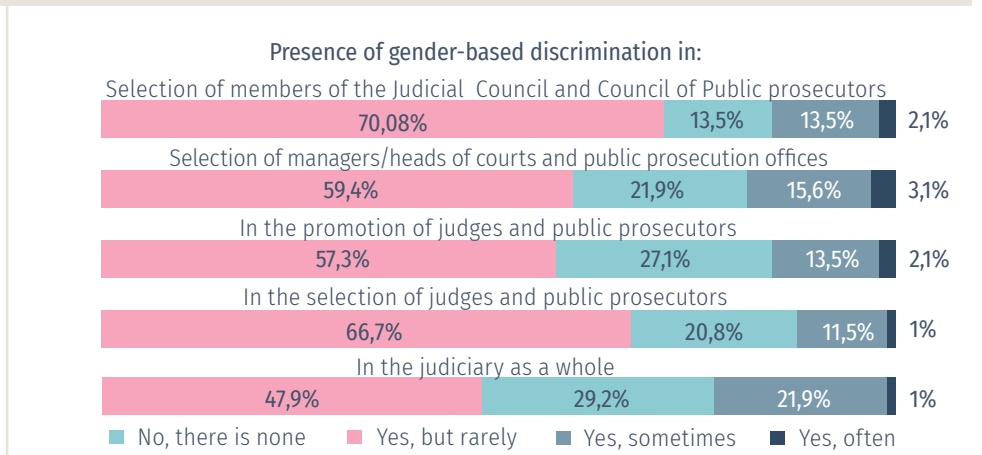 Presence of gender-based discrimination in:
Selection of members of the Judicial Council and Council of Public prosecutors
70,08% 13,5% 13,5% 2,1%
Selection of managers/heads of courts and public prosecution offices
59,4% 21,9% 15,6% 3,1%
In the promotion of judges and public prosecutors
57,3% 27,1% 13,5% 2,1%
In the selection of judges and public prosecutors
66,7% 20,8% 11,5% 1%
In the judiciary as a whole
47,9% 29,2% 21,9% 1%
No, there is none Yes, but rarely Yes, sometimes Yes, often